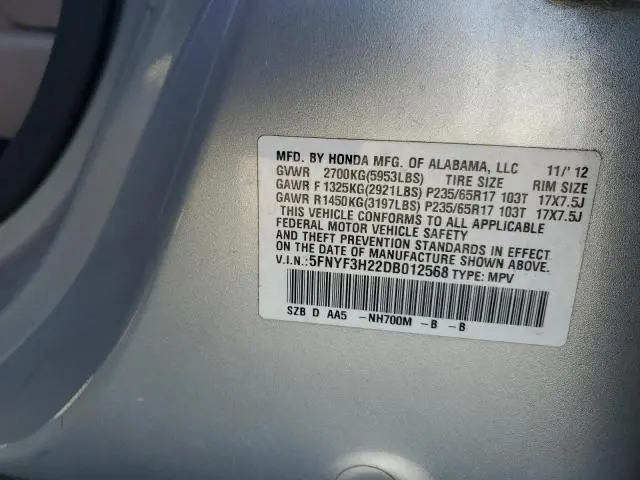 MFD. BY HONDA MFG. OF ALABAMA, LLC 11/'12
GVWR 2700KG(5953LBS) TIRE SIZE RIM SIZE
GAWR F 1325KG(2921LBS) P235/65R17 103T 17X7.5J
GAWR R1450KG(3197LBS) P235/65R17 103T 17X7.5J
THIS VEHICLE CONFORMS TO ALL APPLICABLE
FEDERAL MOTOR VEHICLE SAFETY
AND THEFT PREVENTION STANDARDS IN EFFECT
ON THE DATE OF MANUFACTURE SHOWN ABOVE.
V.I.N.:5FNYF3H22DB012568 TYPE: MPV
SZB D AA5 -NH700M -B -B